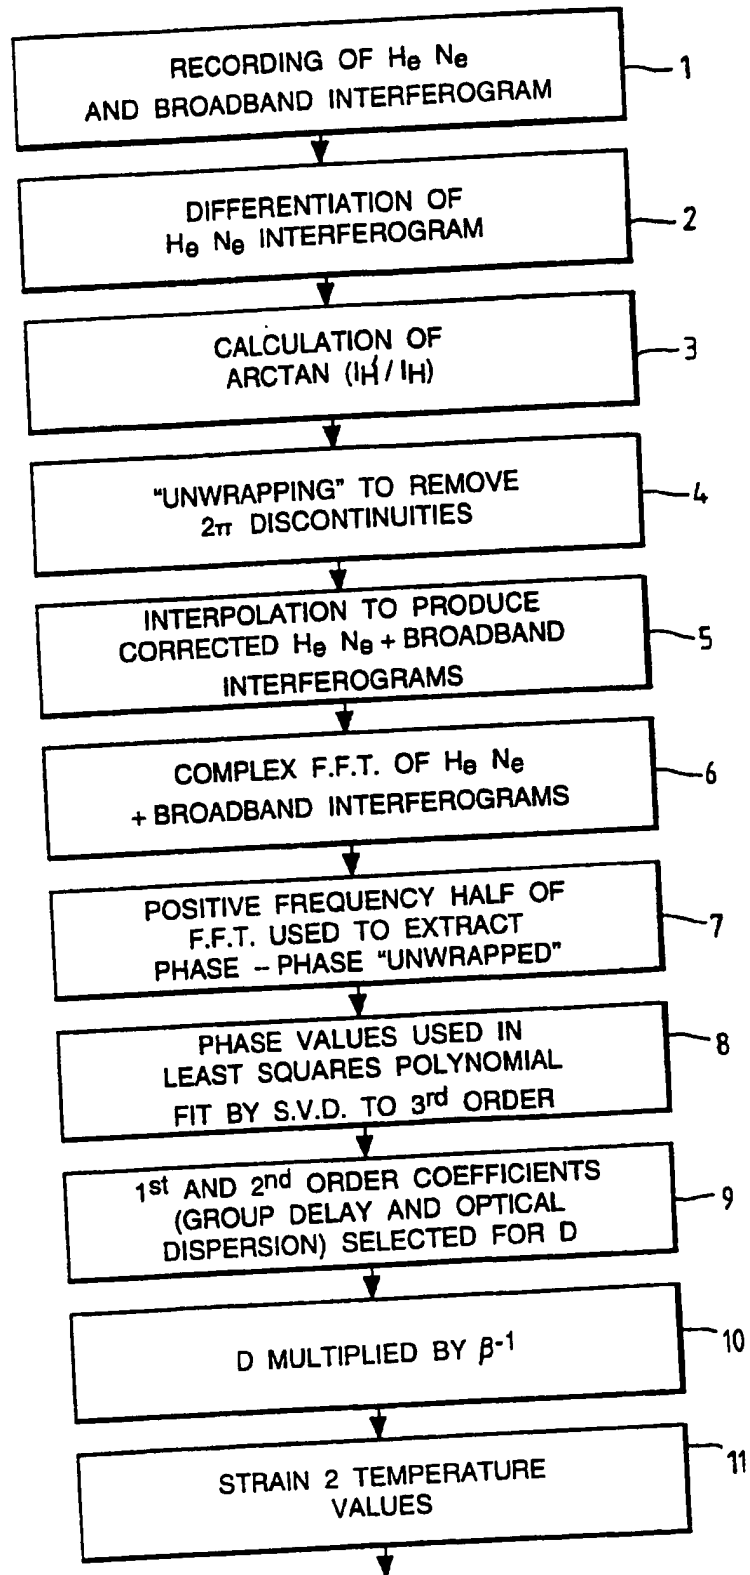 RECORDING OF He Ne
AND BROADBAND INTERFEROGRAM
1
DIFFERENTIATION OF
He Ne INTERFEROGRAM
2
CALCULATION OF
ARCTAN (IH'/ IH)
3
"UNWRAPPING" TO REMOVE
2π DISCONTINUITIES
4
INTERPOLATION TO PRODUCE
CORRECTED He Ne + BROADBAND
INTERFEROGRAMS
5
COMPLEX F.F.T. OF He Ne
+ BROADBAND INTERFEROGRAMS
6
POSITIVE FREQUENCY HALF OF
F.F.T. USED TO EXTRACT
PHASE – PHASE "UNWRAPPED"
7
PHASE VALUES USED IN
LEAST SQUARES POLYNOMIAL
FIT BY S.V.D. TO 3rd ORDER
8
1st AND 2nd ORDER COEFFICIENTS
(GROUP DELAY AND OPTICAL
DISPERSION) SELECTED FOR D
9
D MULTIPLIED BY β-1
10
STRAIN 2 TEMPERATURE
VALUES
11